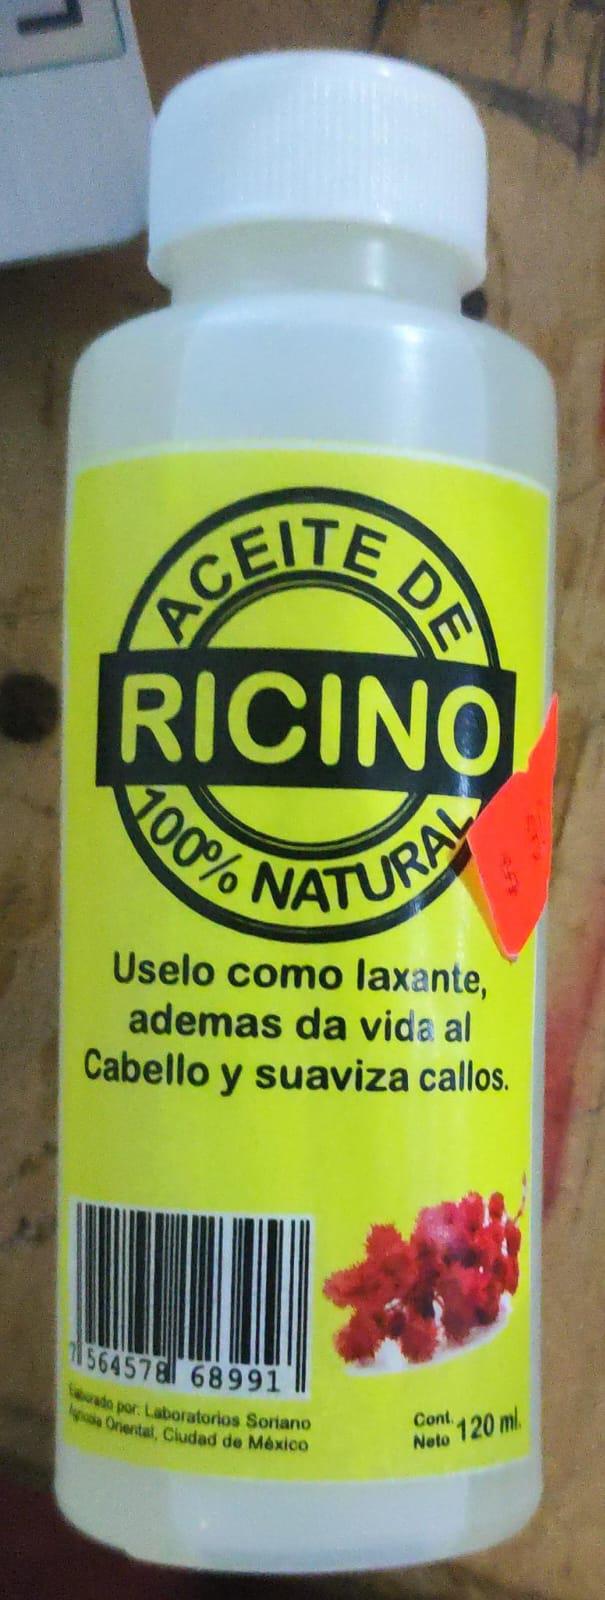 ACEITE DE
RICINO
100% NATURAL
Uselo como laxante,
ademas da vida al
Cabello y suaviza callos.
7 564578 68991
Elaborado por: Laboratorios Soriano
Agricola Oriental, Ciudad de México
Cont.
Neto 120 ml.